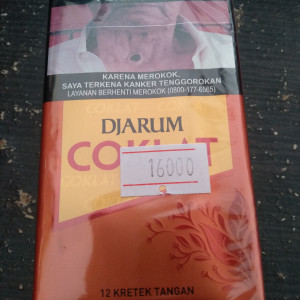 KARENA MEROKOK,
SAYA TERKENA KANKER TENGGOROKAN
LAYANAN BERHENTI MEROKOK (0800-177-6565)
DJARUM
COKLAT
16000
12 KRETEK TANGAN